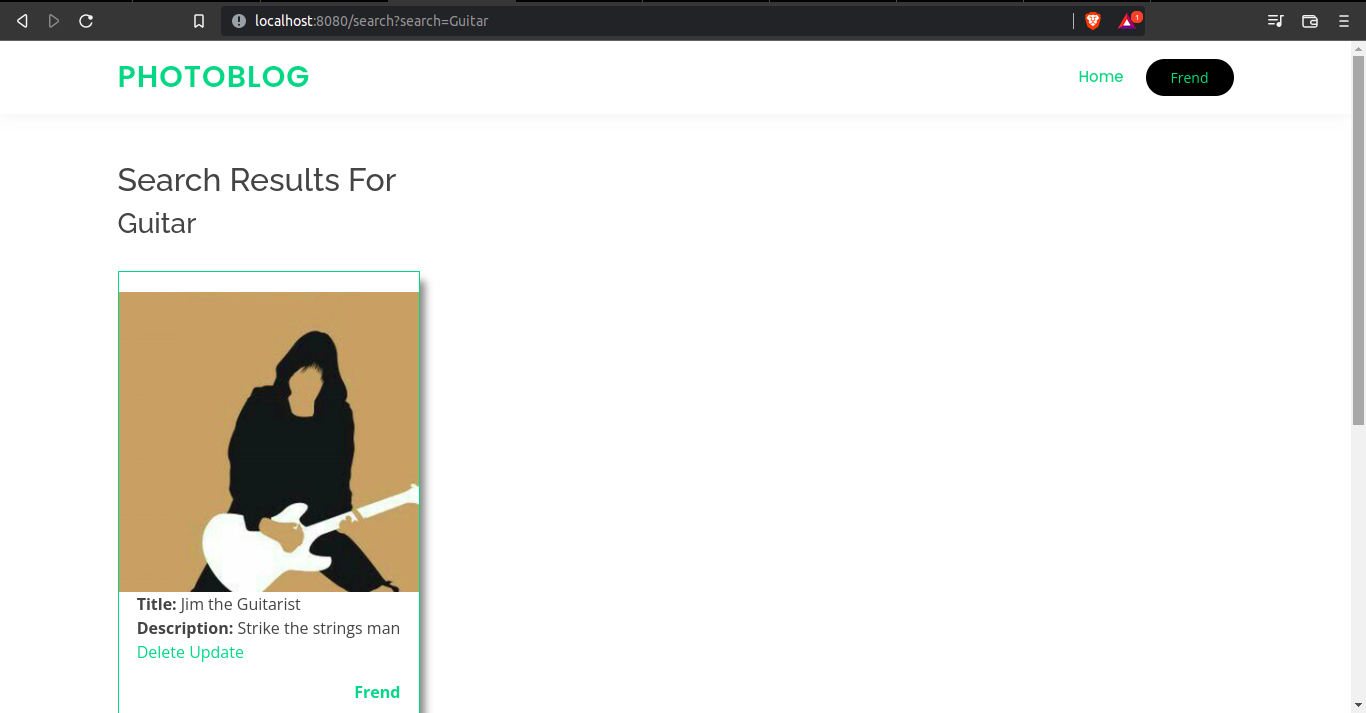 localhost:8080/search?search=Guitar
1
PHOTOBLOG
Home
Frend
Search Results For
Guitar
Title: Jim the Guitarist
Description: Strike the strings man
Delete Update
Frend